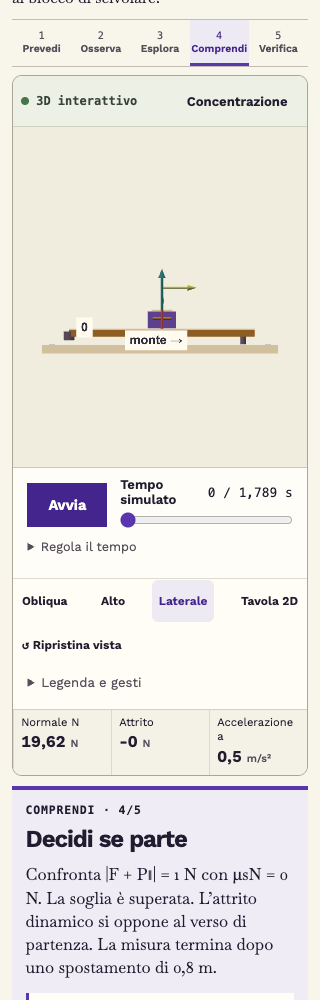 al blocco di scivolare.
1 2 3 4 5
Prevedi Osserva Esplora Comprendi Verifica
3D interattivo Concentrazione
0
monte →
Avvia
Tempo simulato 0 / 1,789 s
▶ Regola il tempo
Obliqua Alto Laterale Tavola 2D
↺ Ripristina vista
▶ Legenda e gesti
Normale N Attrito Accelerazione a
19,62 N -0 N 0,5 m/s²
COMPRENDI · 4/5
Decidi se parte
Confronta |F + P∥| = 1 N con μsN = 0
N. La soglia è superata. L’attrito
dinamico si oppone al verso di
partenza. La misura termina dopo
uno spostamento di 0,8 m.